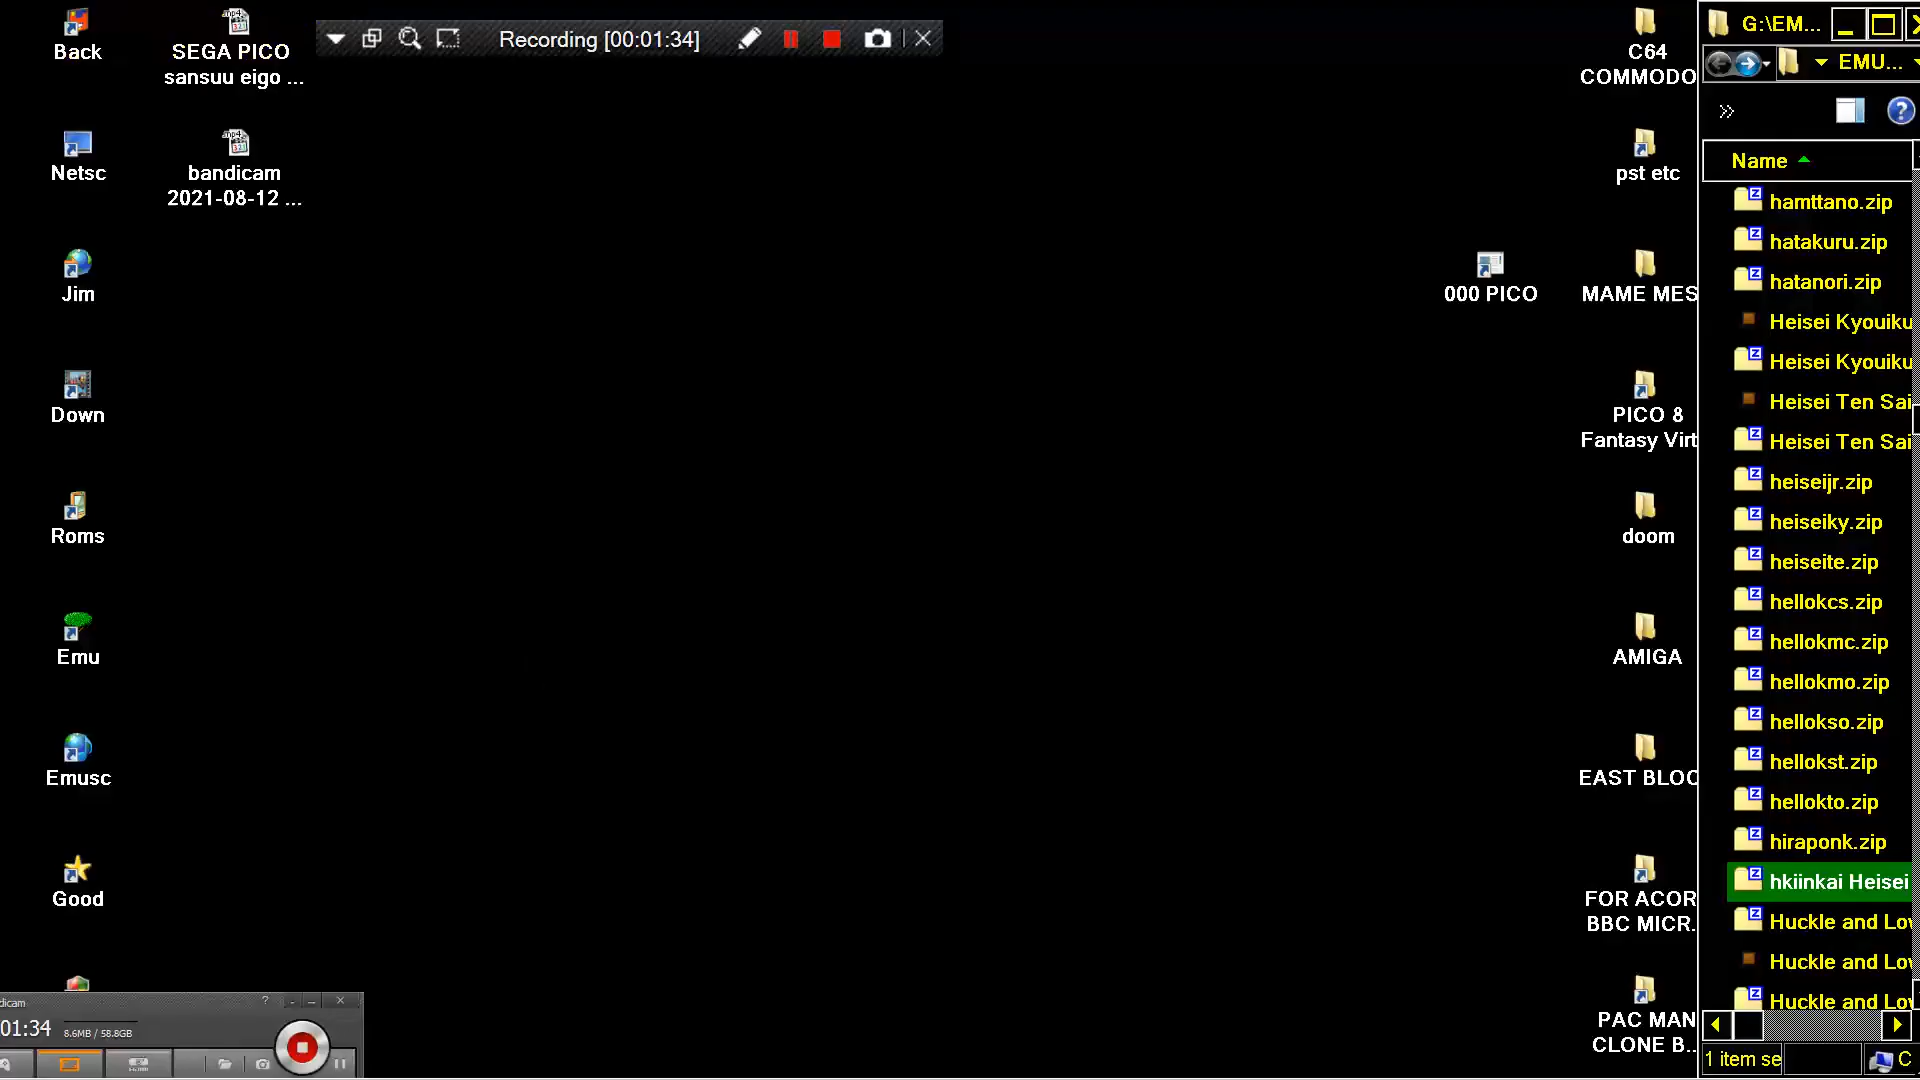 Back
SEGA PICO
sansuu eigo ...
Recording [00:01:34]
C64
COMMODO
G:\EM...
EMU...
Netsc
bandicam
2021-08-12 ...
pst etc
Name
Jim
000 PICO
MAME MES
Down
PICO 8
Fantasy Virt
Roms
doom
Emu
AMIGA
Emusc
EAST BLOC
Good
FOR ACOR
BBC MICR.
PAC MAN
CLONE B..
hamttano.zip
hatakuru.zip
hatanori.zip
Heisei Kyouiku
Heisei Kyouiku
Heisei Ten Sai
Heisei Ten Sai
heiseijr.zip
heiseiky.zip
heiseite.zip
hellokcs.zip
hellokmc.zip
hellokmo.zip
hellokso.zip
hellokst.zip
hellokto.zip
hiraponk.zip
hkiinkai Heisei
Huckle and Lov
Huckle and Lov
Huckle and Lov
1 item se
C
dicam
01:34
8.6MB / 58.8GB